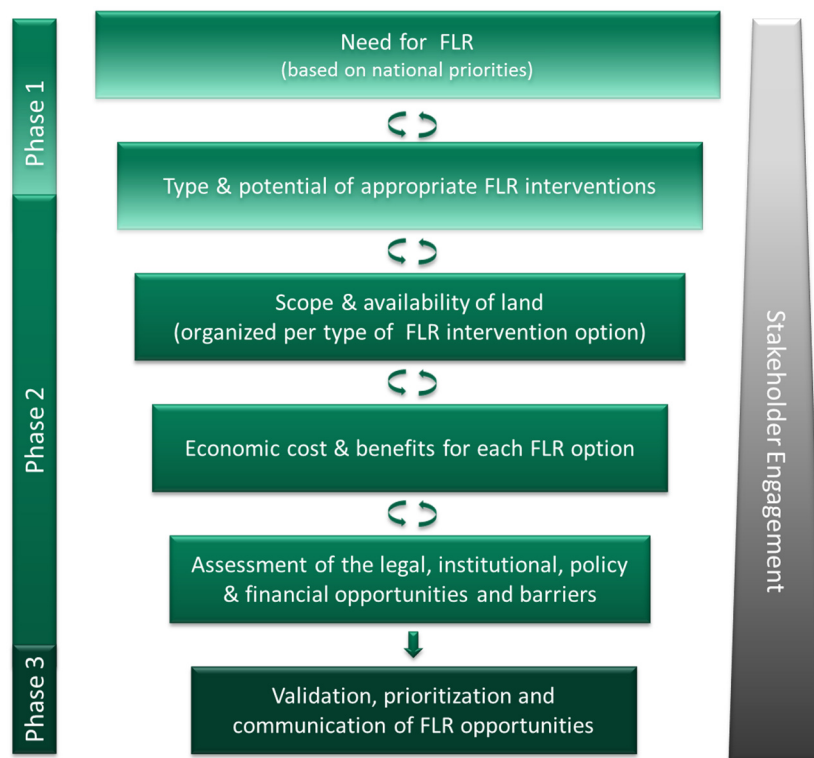 Phase 1
Need for FLR
(based on national priorities)
Type & potential of appropriate FLR interventions
Phase 2
Scope & availability of land
(organized per type of FLR intervention option)
Economic cost & benefits for each FLR option
Assessment of the legal, institutional, policy
& financial opportunities and barriers
Phase 3
Validation, prioritization and
communication of FLR opportunities
Stakeholder Engagement